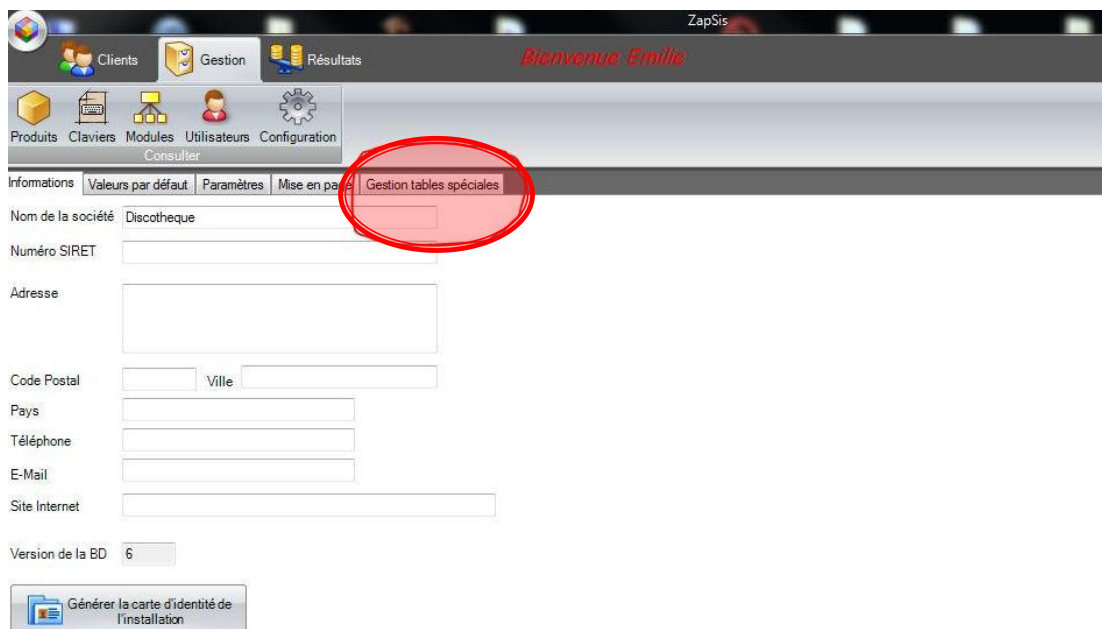 ZapSis
Clients Gestion Résultats Bienvenue Emilie
Produits Claviers Modules Utilisateurs Configuration
Consulter
Informations Valeurs par défaut Paramètres Mise en page Gestion tables spéciales
Nom de la société Discotheque
Numéro SIRET
Adresse
Code Postal Ville
Pays
Téléphone
E-Mail
Site Internet
Version de la BD 6
Générer la carte d'identité de
l'installation